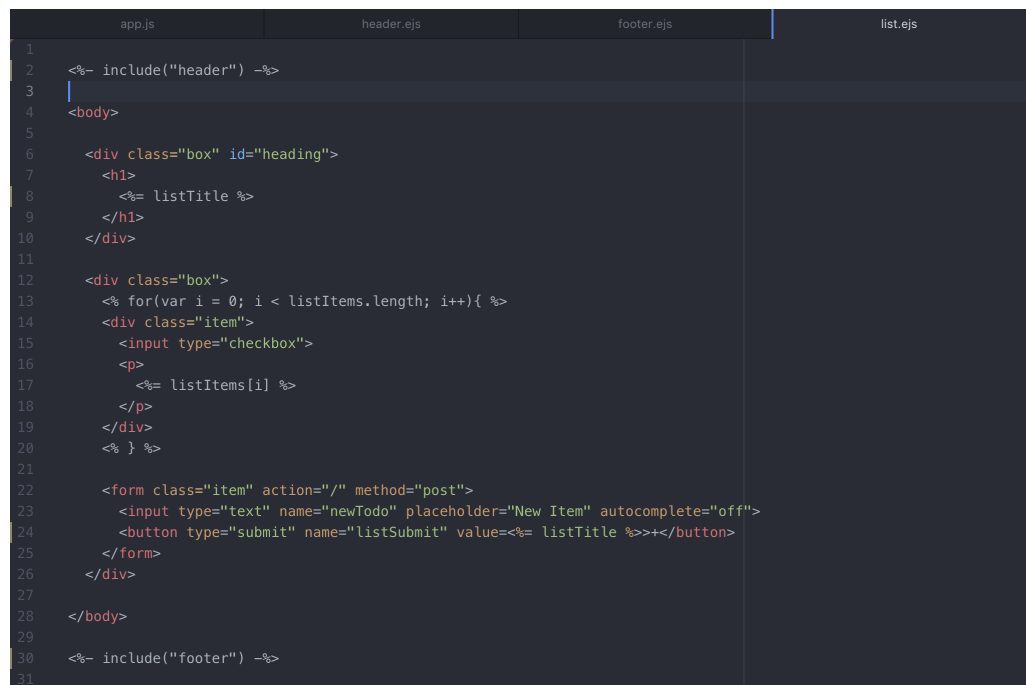 app.js header.ejs footer.ejs list.ejs
1
2 <%- include("header") -%>
3
4 <body>
5
6 <div class="box" id="heading">
7 <h1>
8 <%= listTitle %>
9 </h1>
10 </div>
11
12 <div class="box">
13 <% for(var i = 0; i < listItems.length; i++){ %>
14 <div class="item">
15 <input type="checkbox">
16 <p>
17 <%= listItems[i] %>
18 </p>
19 </div>
20 <% } %>
21
22 <form class="item" action="/" method="post">
23 <input type="text" name="newTodo" placeholder="New Item" autocomplete="off">
24 <button type="submit" name="listSubmit" value=<%= listTitle %>>+</button>
25 </form>
26 </div>
27
28 </body>
29
30 <%- include("footer") -%>
31